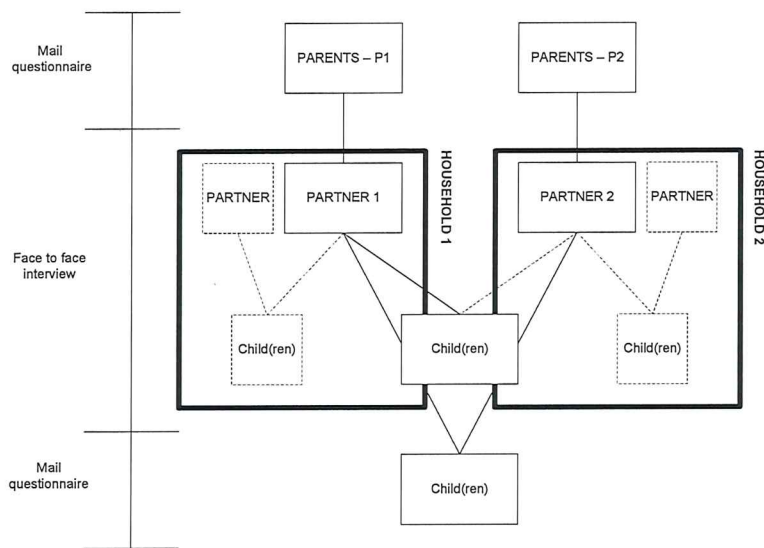 Mail
questionnaire
PARENTS – P1
PARENTS – P2
HOUSEHOLD 1
HOUSEHOLD 2
PARTNER
PARTNER 1
PARTNER 2
PARTNER
Face to face
interview
Child(ren)
Child(ren)
Child(ren)
Mail
questionnaire
Child(ren)